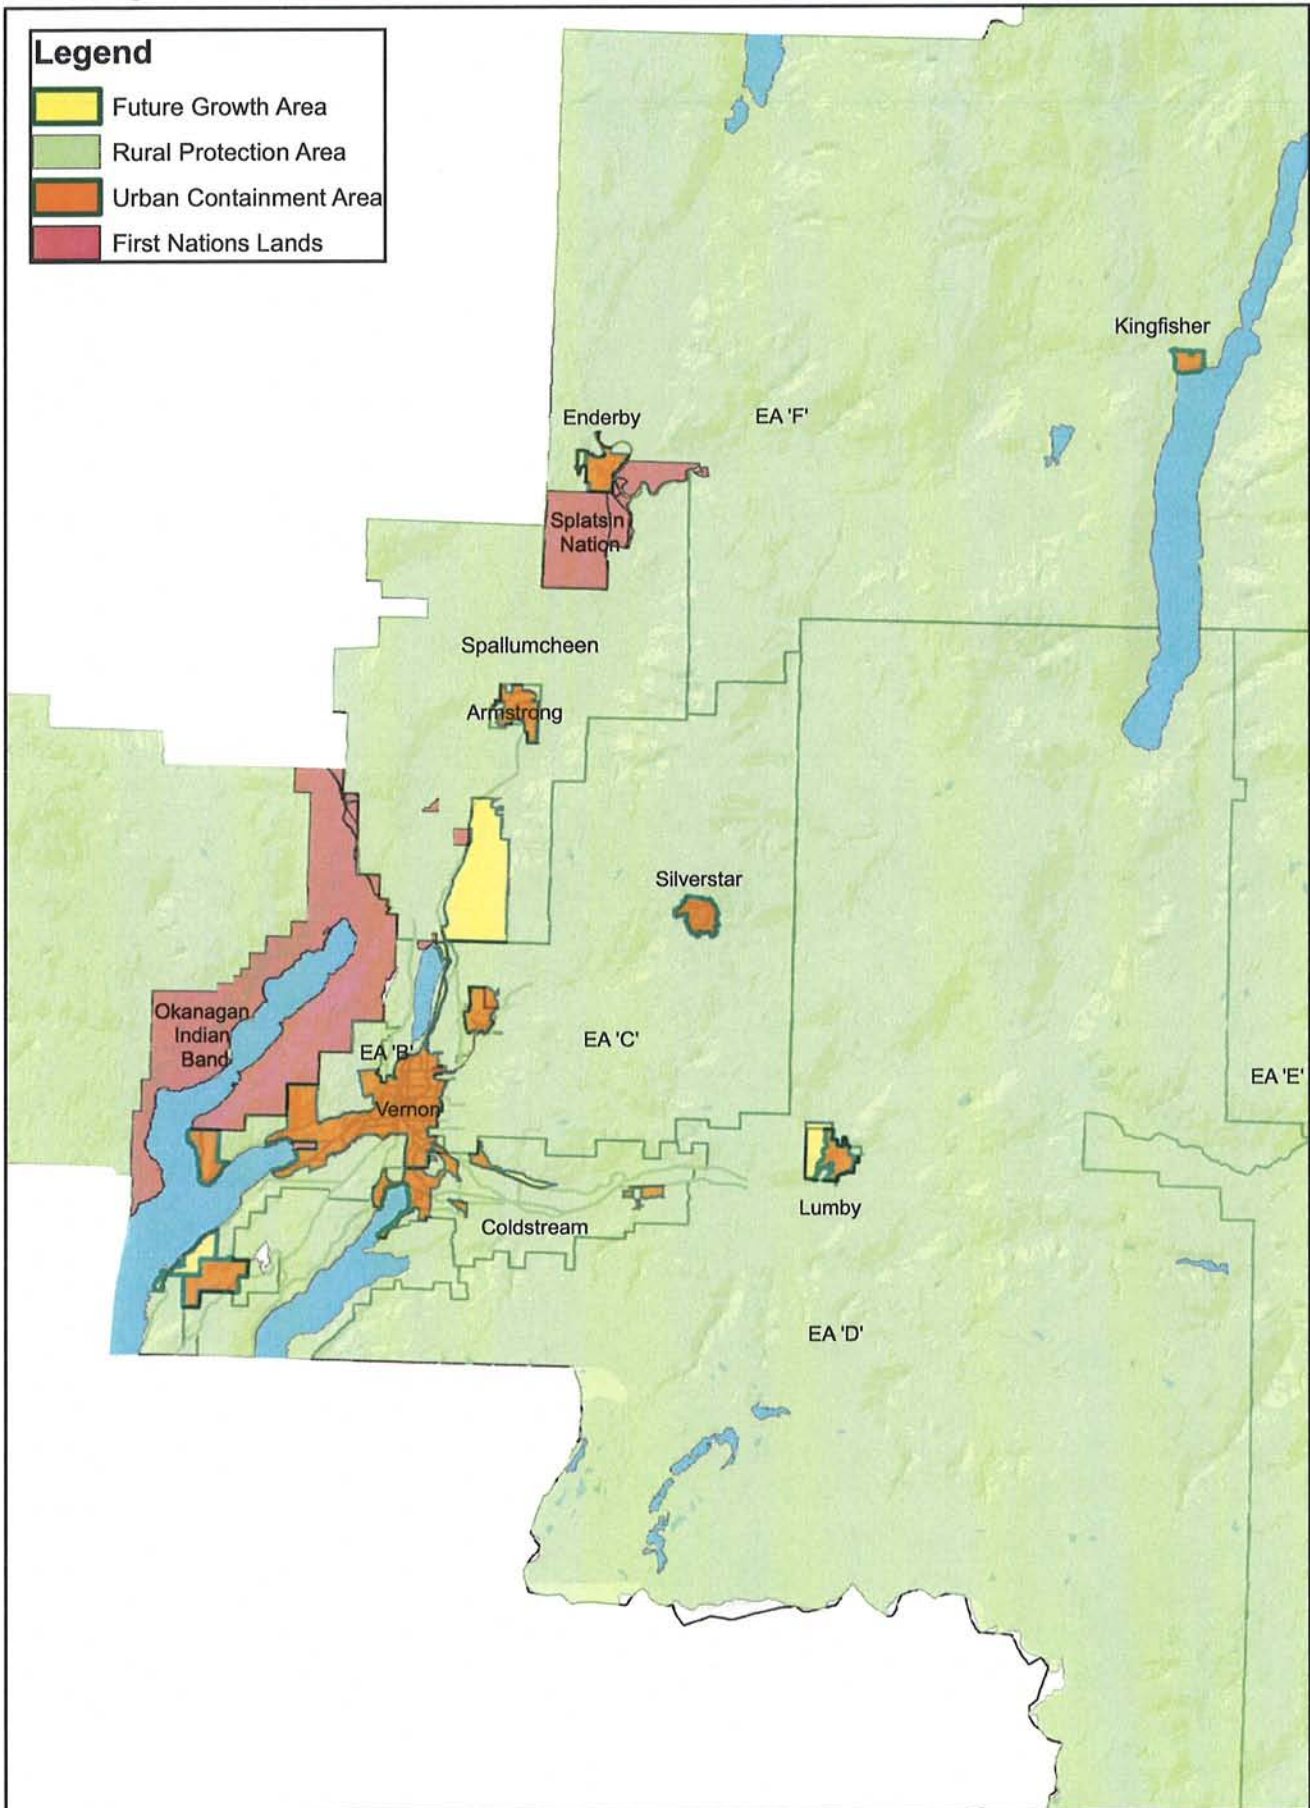 Legend
Future Growth Area
Rural Protection Area
Urban Containment Area
First Nations Lands
Kingfisher
Enderby
EA 'F'
Splatsin
Nation
Spallumcheen
Armstrong
Silverstar
Okanagan
Indian
Band
EA 'B'
EA 'C'
EA 'E'
Vernon
Lumby
Coldstream
EA 'D'